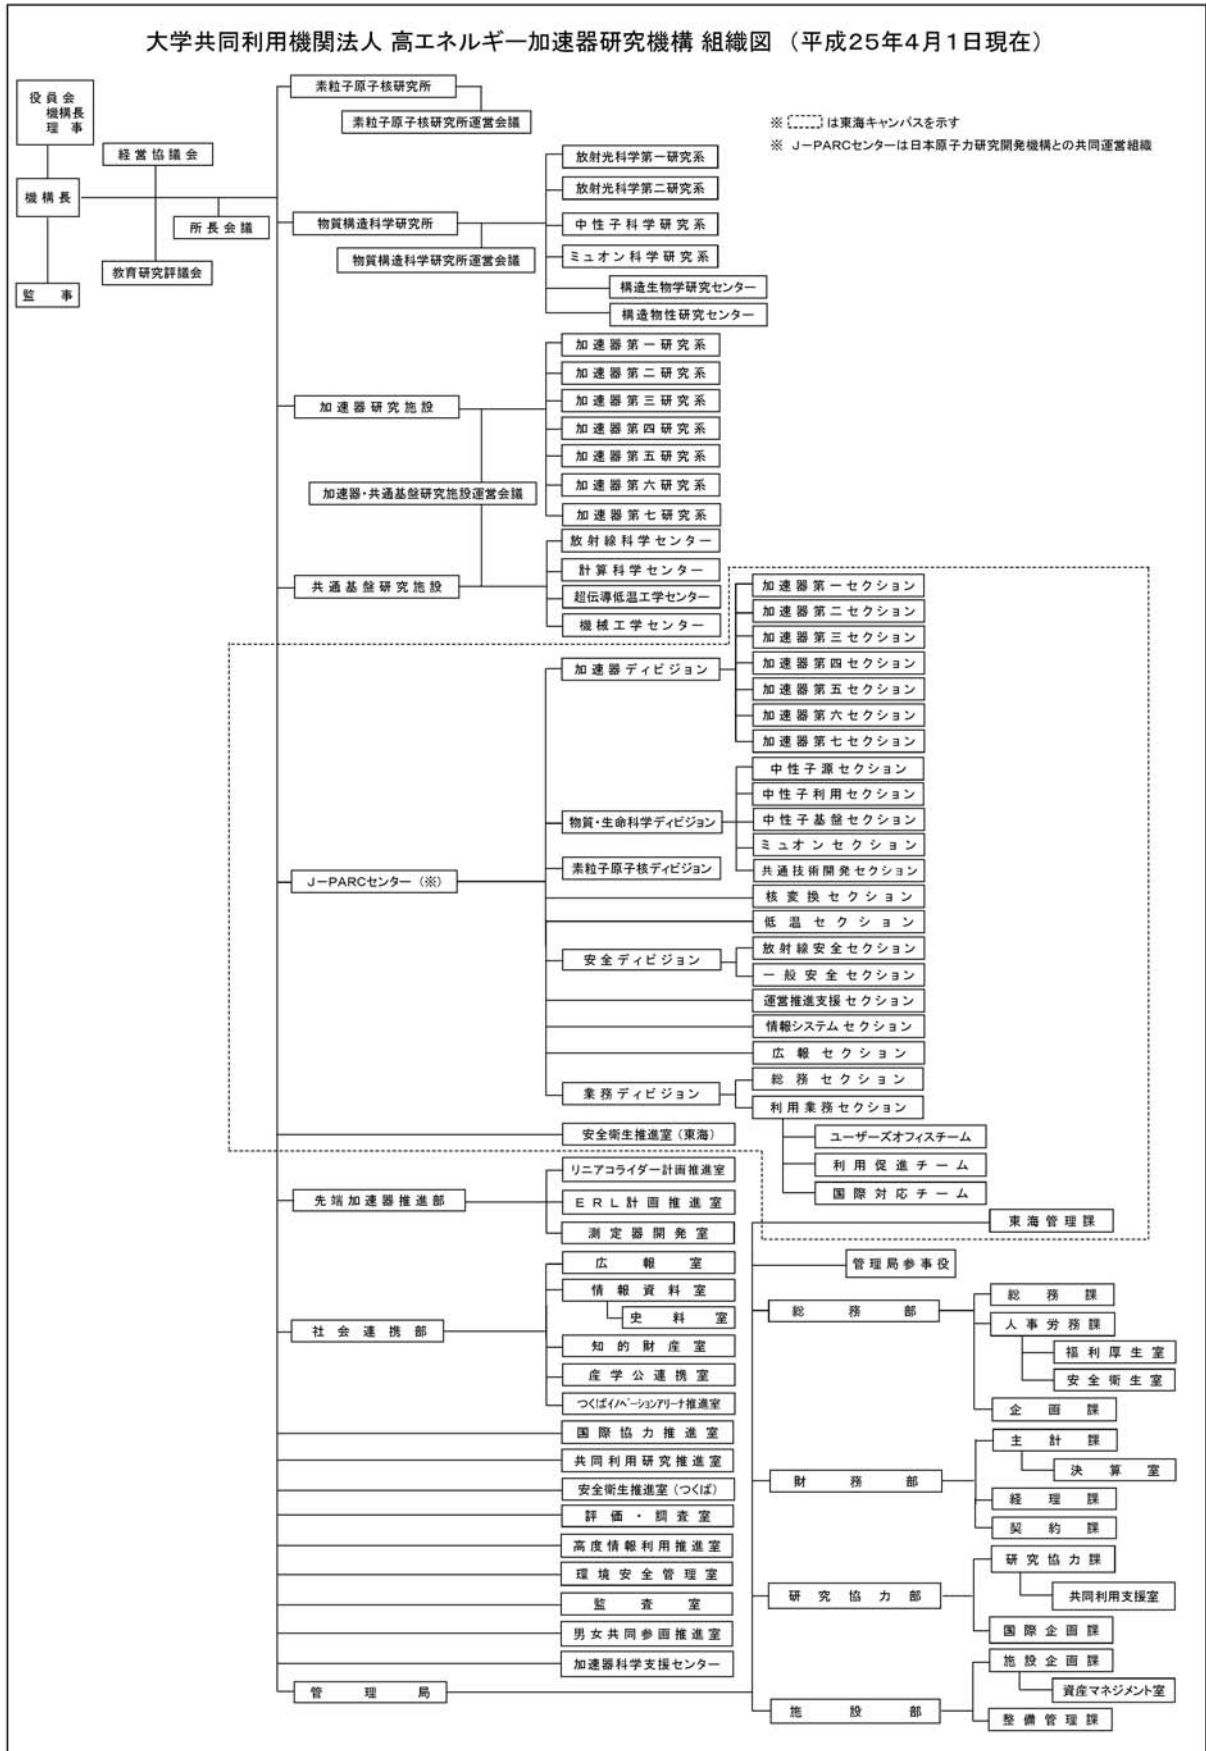 大学共同利用機関法人 高エネルギー加速器研究機構 組織図 （平成25年4月1日現在）
役員会
機構長
理事
経営協議会
機構長
所長会議
教育研究評議会
監事
※ は東海キャンパスを示す
※ J－PARCセンターは日本原子力研究開発機構との共同運営組織
素粒子原子核研究所
素粒子原子核研究所運営会議
物質構造科学研究所
物質構造科学研究所運営会議
放射光科学第一研究系
放射光科学第二研究系
中性子科学研究系
ミュオン科学研究系
構造生物学研究センター
構造物性研究センター
加速器研究施設
加速器第一研究系
加速器第二研究系
加速器第三研究系
加速器第四研究系
加速器第五研究系
加速器第六研究系
加速器第七研究系
加速器・共通基盤研究施設運営会議
共通基盤研究施設
放射線科学センター
計算科学センター
超伝導低温工学センター
機械工学センター
J－PARCセンター（※）
加速器ディビジョン
加速器第一セクション
加速器第二セクション
加速器第三セクション
加速器第四セクション
加速器第五セクション
加速器第六セクション
加速器第七セクション
物質・生命科学ディビジョン
中性子源セクション
中性子利用セクション
中性子基盤セクション
ミュオンセクション
共通技術開発セクション
素粒子原子核ディビジョン
核変換セクション
低温セクション
安全ディビジョン
放射線安全セクション
一般安全セクション
運営推進支援セクション
情報システムセクション
広報セクション
業務ディビジョン
総務セクション
利用業務セクション
ユーザーズオフィスチーム
利用促進チーム
国際対応チーム
安全衛生推進室（東海）
先端加速器推進部
リニアコライダー計画推進室
ERL計画推進室
測定器開発室
社会連携部
広報室
情報資料室
史料室
知的財産室
産学公連携室
つくばイノベーションアリーナ推進室
国際協力推進室
共同利用研究推進室
安全衛生推進室（つくば）
評価・調査室
高度情報利用推進室
環境安全管理室
監査室
男女共同参画推進室
加速器科学支援センター
管理局
東海管理課
管理局参事役
総務部
総務課
人事労務課
福利厚生室
安全衛生室
企画課
財務部
主計課
決算室
経理課
契約課
研究協力部
研究協力課
共同利用支援室
国際企画課
施設部
施設企画課
資産マネジメント室
整備管理課